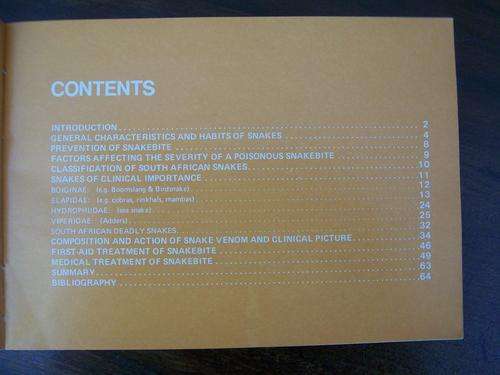 CONTENTS
INTRODUCTION 2
GENERAL CHARACTERISTICS AND HABITS OF SNAKES 4
PREVENTION OF SNAKEBITE 8
FACTORS AFFECTING THE SEVERITY OF A POISONOUS SNAKEBITE 9
CLASSIFICATION OF SOUTH AFRICAN SNAKES 10
SNAKES OF CLINICAL IMPORTANCE 11
BOIGINAE: (e.g. Boomslang & Birdsnake) 12
ELAPIDAE: (e.g. cobras, rinkhals, mambas) 13
HYDROPHIIDAE: (sea snake) 24
VIPERIDAE: (Adders) 25
SOUTH AFRICAN DEADLY SNAKES 32
COMPOSITION AND ACTION OF SNAKE VENOM AND CLINICAL PICTURE 34
FIRST-AID TREATMENT OF SNAKEBITE 46
MEDICAL TREATMENT OF SNAKEBITE 49
SUMMARY 63
BIBLIOGRAPHY 64